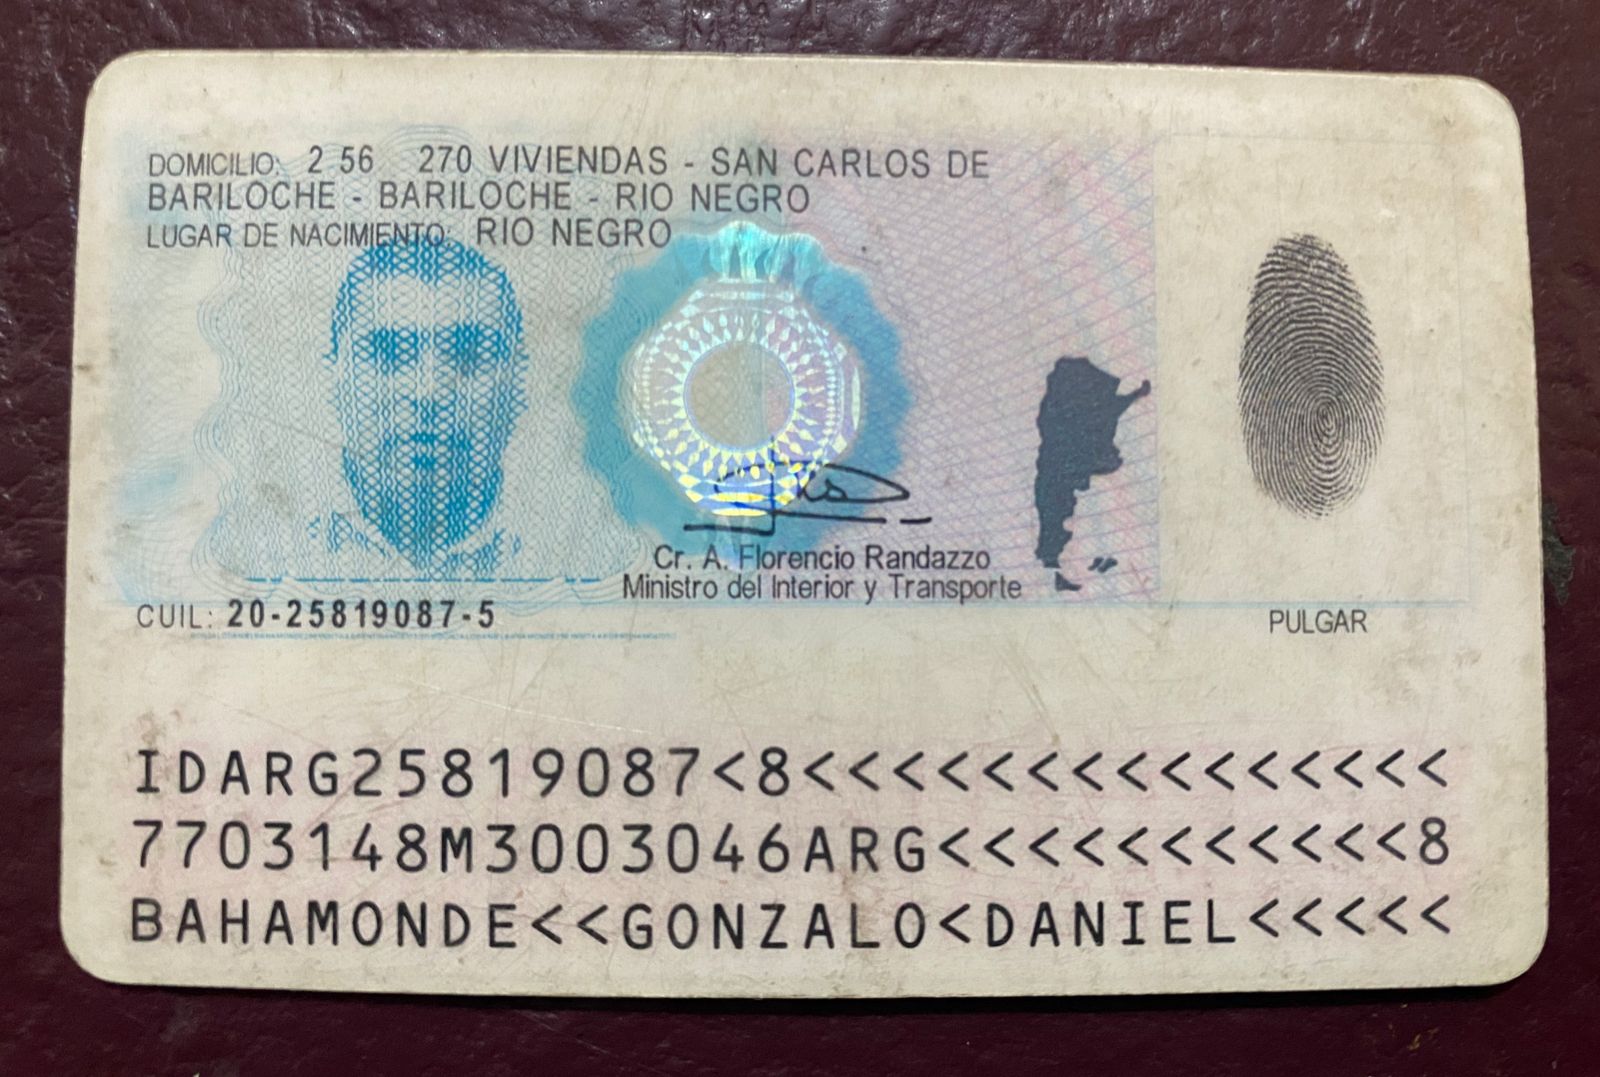 DOMICILIO: 2 56 270 VIVIENDAS - SAN CARLOS DE
BARILOCHE - BARILOCHE - RIO NEGRO
LUGAR DE NACIMIENTO: RIO NEGRO
Cr. A. Florencio Randazzo
Ministro del Interior y Transporte
CUIL: 20-25819087-5
PULGAR
IDARG25819087<8<<<<<<<<<<<<<<<
7703148M3003046ARG<<<<<<<<<<<8
BAHAMONDE<<GONZALO<DANIEL<<<<<